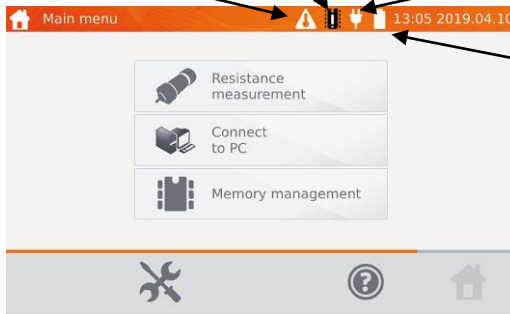 Main menu
13:05 2019.04.10
Resistance
measurement
Connect
to PC
Memory management